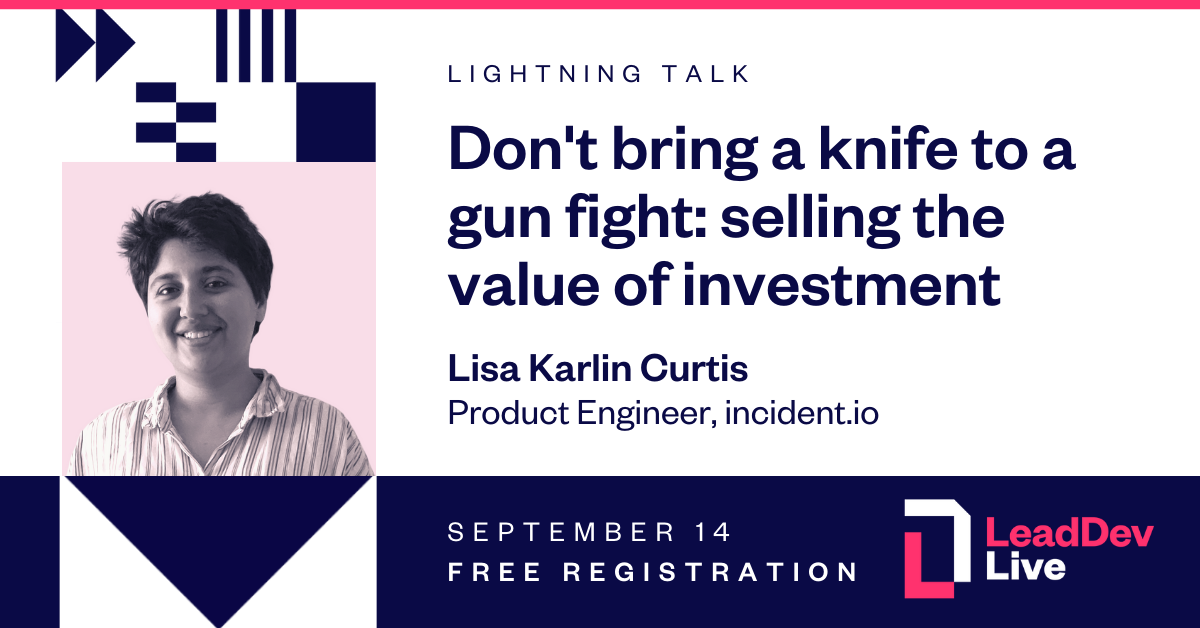 LIGHTNING TALK
Don't bring a knife to a
gun fight: selling the
value of investment
Lisa Karlin Curtis
Product Engineer, incident.io
SEPTEMBER 14
FREE REGISTRATION
LeadDev
Live